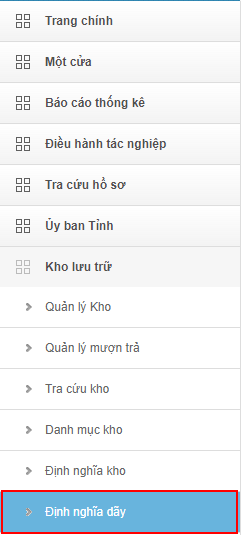 Trang chính
Một cửa
Báo cáo thống kê
Điều hành tác nghiệp
Tra cứu hồ sơ
Ủy ban Tỉnh
Kho lưu trữ
Quản lý Kho
Quản lý mượn trả
Tra cứu kho
Danh mục kho
Định nghĩa kho
Định nghĩa dãy